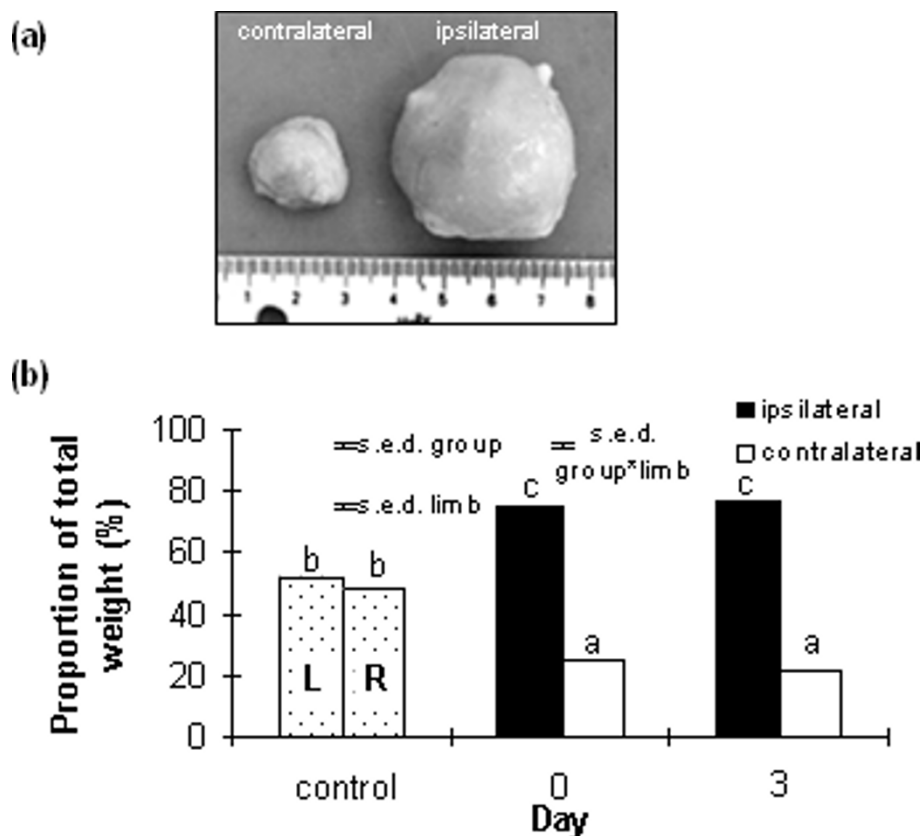 (a)
contralateral ipsilateral
1 2 3 4 5 6 7 8
(b)
Proportion of total
weight (%)
100
80
60
40
20
0
s.e.d. group
s.e.d. limb
s.e.d.
group*limb
ipsilateral
contralateral
b b c a c a
L R
control 0 3
Day